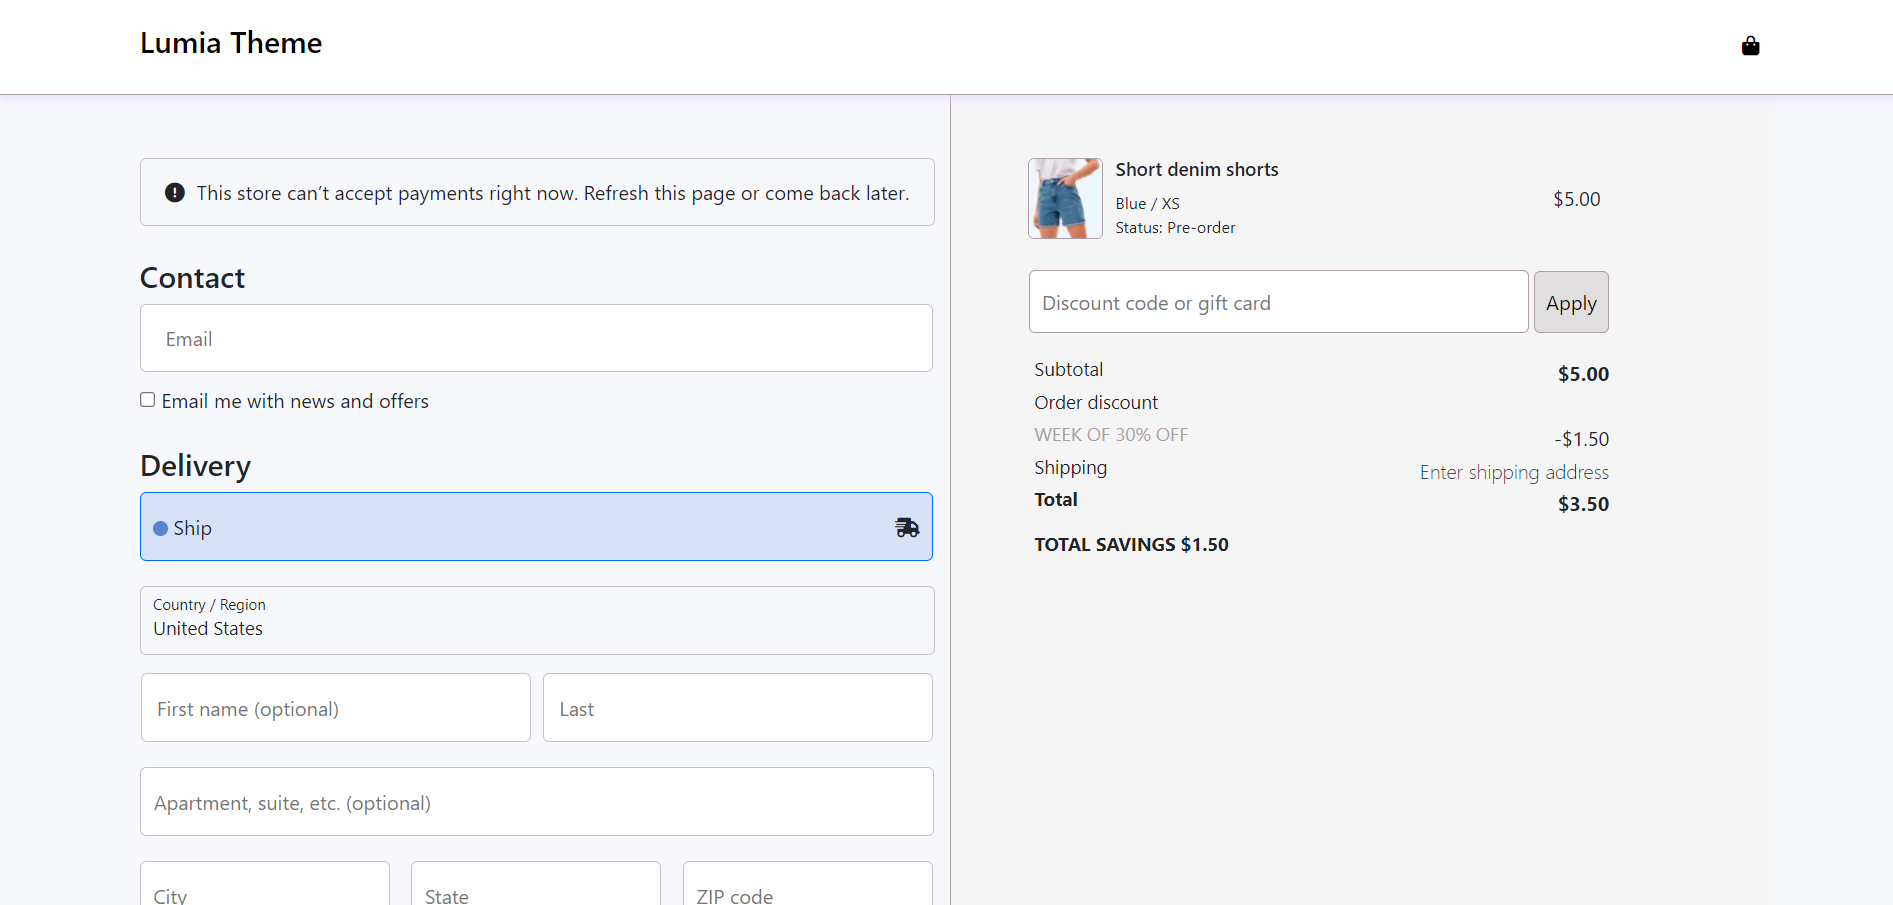 Lumia Theme
This store can’t accept payments right now. Refresh this page or come back later.
Contact
Email
Email me with news and offers
Delivery
Ship
Country / Region
United States
First name (optional)
Last
Apartment, suite, etc. (optional)
City
State
ZIP code
Short denim shorts
Blue / XS
Status: Pre-order
$5.00
Discount code or gift card
Apply
Subtotal
$5.00
Order discount
WEEK OF 30% OFF
-$1.50
Shipping
Enter shipping address
Total
$3.50
TOTAL SAVINGS $1.50